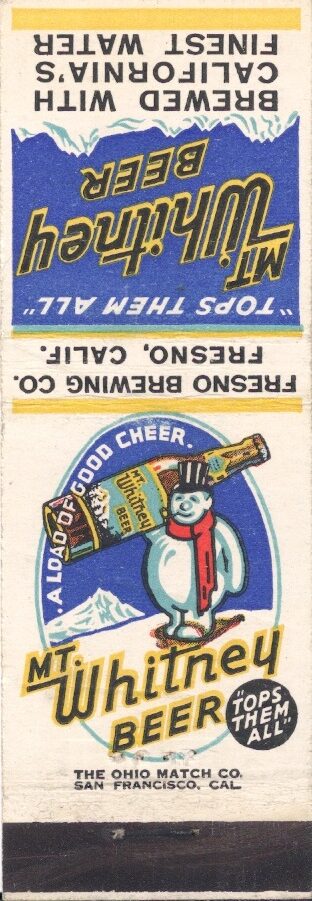 BREWED WITH
CALIFORNIA'S
FINEST WATER
"TOPS THEM ALL"
MT.
Whitney
BEER
FRESNO BREWING CO.
FRESNO, CALIF.
A LOAD OF GOOD CHEER.
MT.
Whitney
BEER
MT.
Whitney
BEER
"TOPS
THEM
ALL"
THE OHIO MATCH CO.
SAN FRANCISCO, CAL.